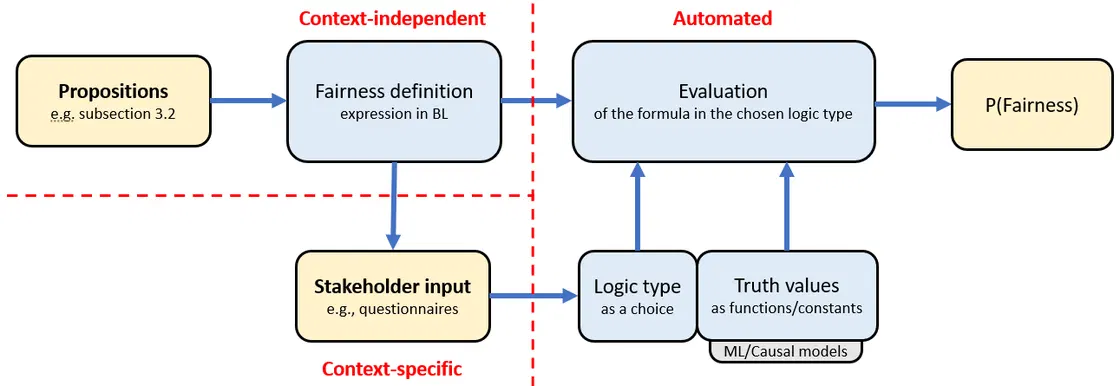 Context-independent
Automated
Propositions
e.g. subsection 3.2
Fairness definition
expression in BL
Evaluation
of the formula in the chosen logic type
P(Fairness)
Stakeholder input
e.g., questionnaires
Logic type
as a choice
Truth values
as functions/constants
ML/Causal models
Context-specific